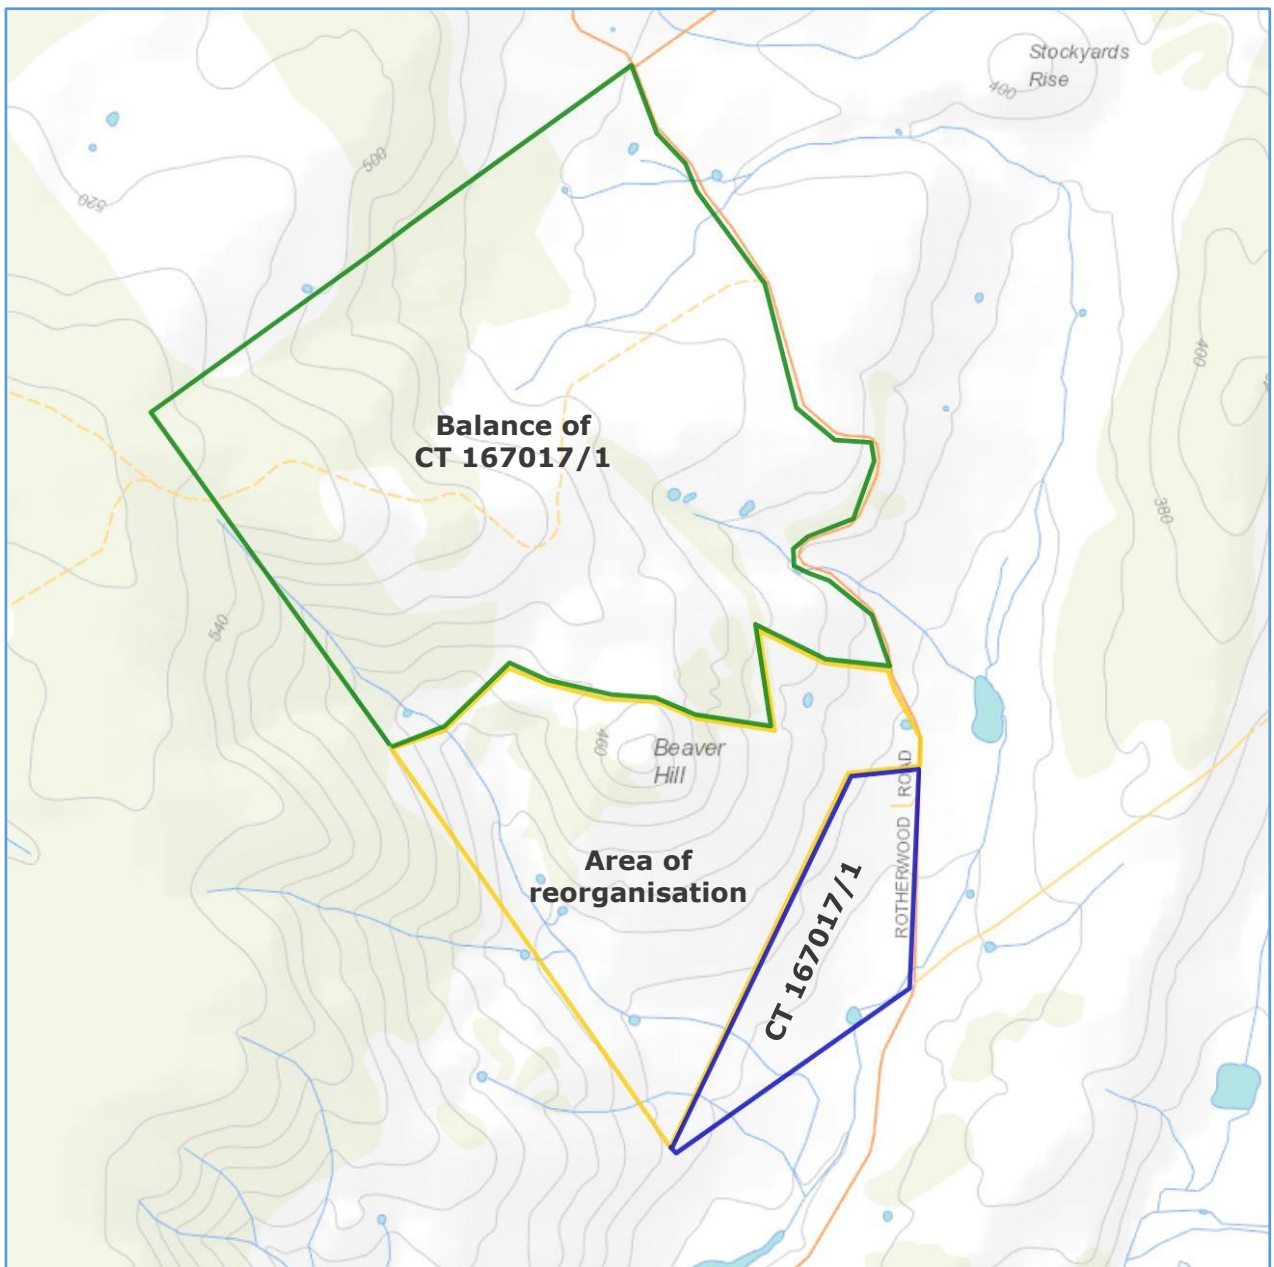 Stockyards
Rise
400
500
520
400
Balance of
CT 167017/1
380
540
460
Beaver
Hill
ROTHERWOOD ROAD
Area of
reorganisation
CT 167017/1